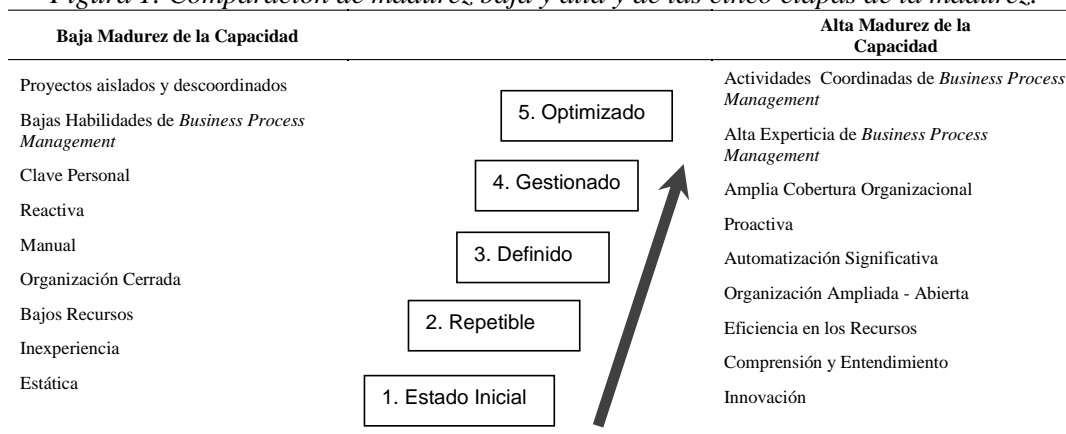 Figura 1. Comparación de madurez baja y alta y de las cinco etapas de la madurez.
Baja Madurez de la Capacidad
Alta Madurez de la
Capacidad
Proyectos aislados y descoordinados
Bajas Habilidades de Business Process
Management
Clave Personal
Reactiva
Manual
Organización Cerrada
Bajos Recursos
Inexperiencia
Estática
5. Optimizado
4. Gestionado
3. Definido
2. Repetible
1. Estado Inicial
Actividades Coordinadas de Business Process
Management
Alta Experticia de Business Process
Management
Amplia Cobertura Organizacional
Proactiva
Automatización Significativa
Organización Ampliada - Abierta
Eficiencia en los Recursos
Comprensión y Entendimiento
Innovación